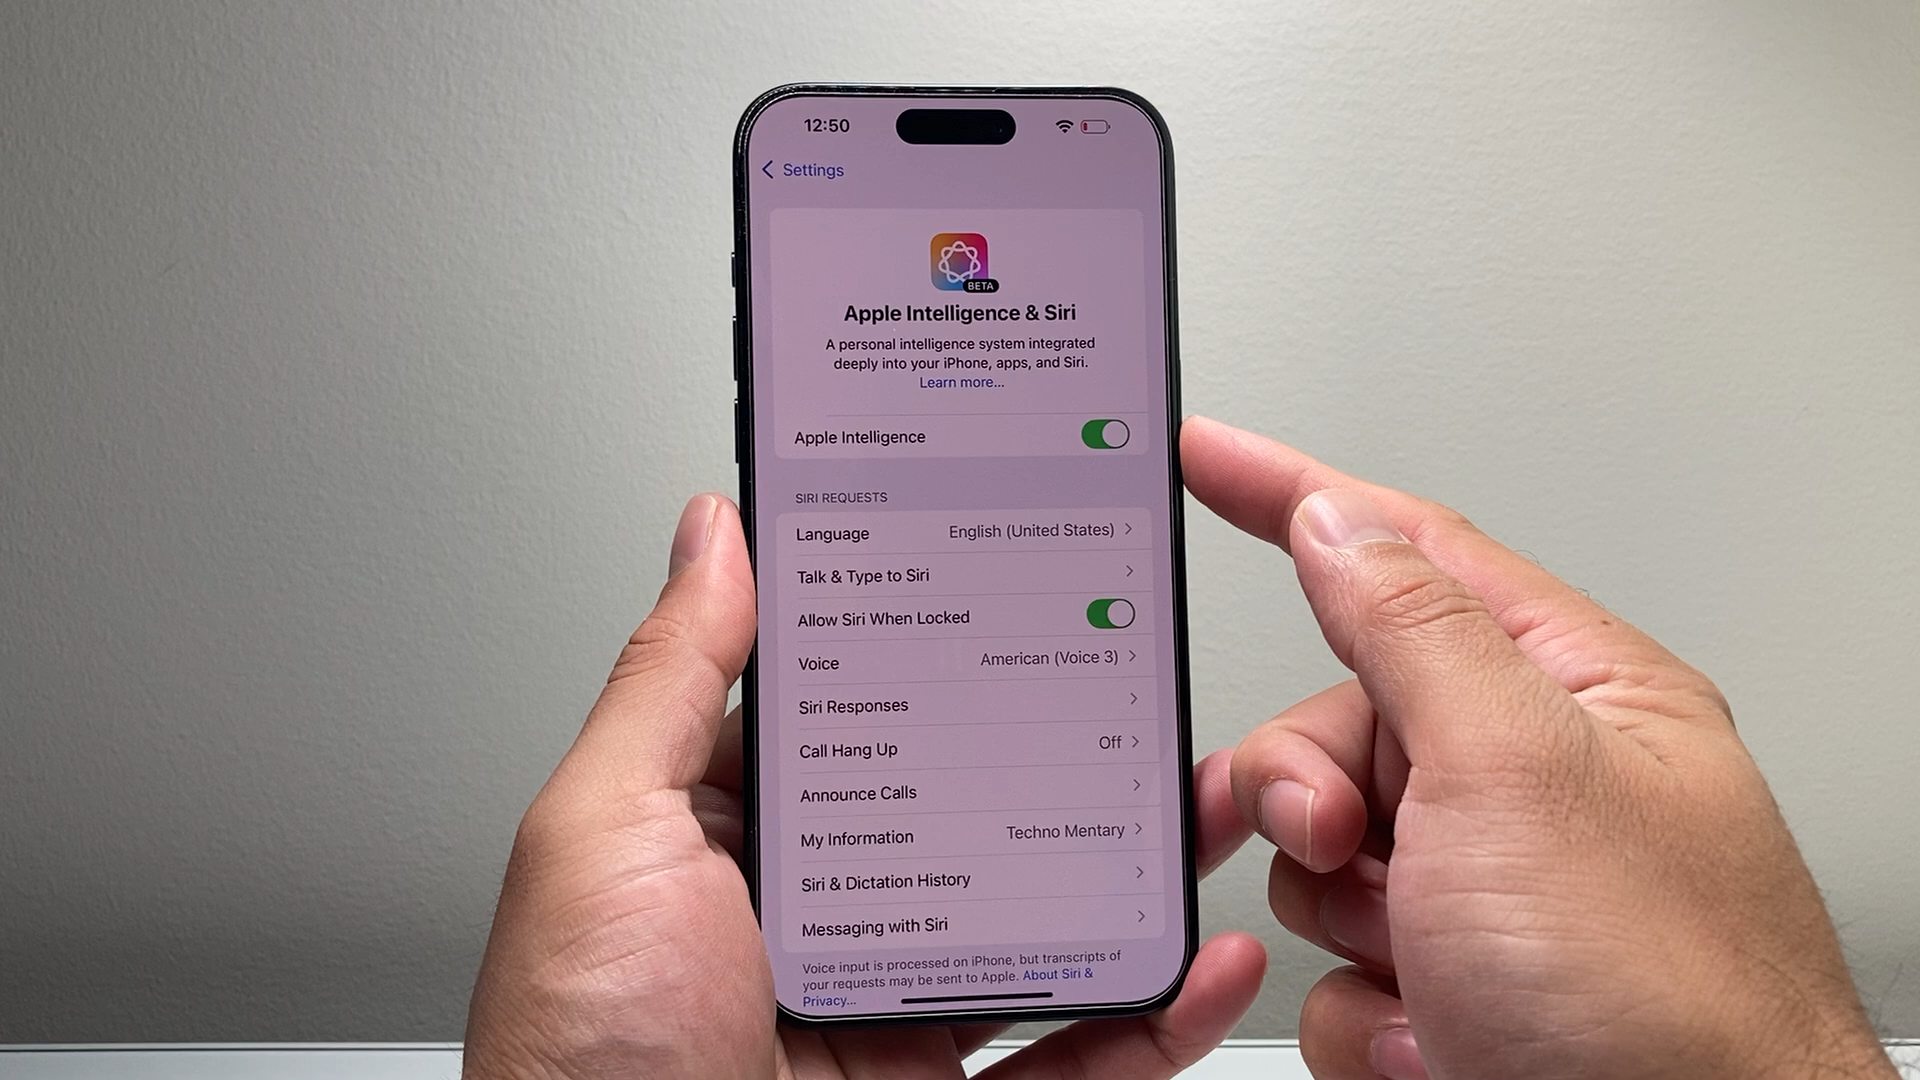 12:50
Settings
BETA
Apple Intelligence & Siri
A personal intelligence system integrated
deeply into your iPhone, apps, and Siri.
Learn more...
Apple Intelligence
SIRI REQUESTS
Language English (United States)
Talk & Type to Siri
Allow Siri When Locked
Voice American (Voice 3)
Siri Responses
Call Hang Up Off
Announce Calls
My Information Techno Mentary
Siri & Dictation History
Messaging with Siri
Voice input is processed on iPhone, but transcripts of
your requests may be sent to Apple. About Siri &
Privacy...